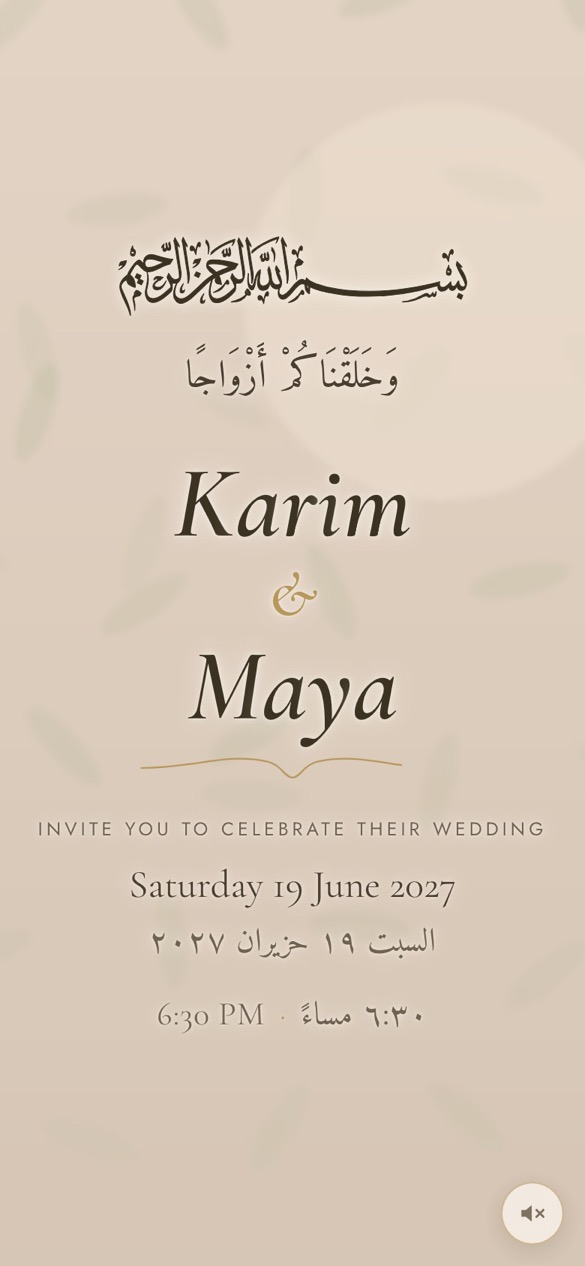 بسم الله الرحمن الرحيم
وَخَلَقْنَاكُمْ أَزْوَاجًا
Karim
&
Maya
INVITE YOU TO CELEBRATE THEIR WEDDING
Saturday 19 June 2027
السبت ١٩ حزيران ٢٠٢٧
6:30 PM · ٦:٣٠ مساءً